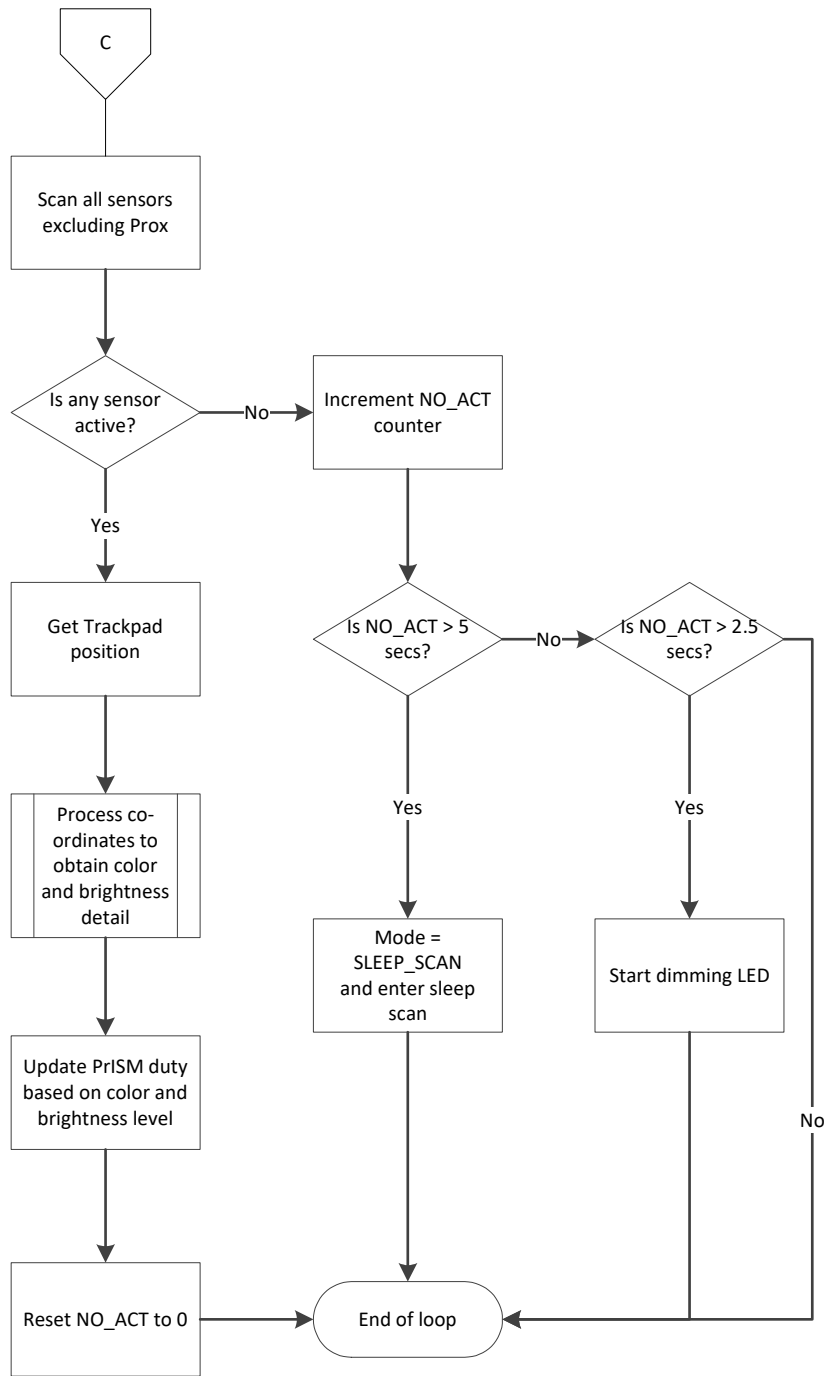 C
Scan all sensors
excluding Prox
Is any sensor
active?
No
Increment NO_ACT
counter
Yes
Get Trackpad
position
Is NO_ACT > 5
secs?
No
Is NO_ACT > 2.5
secs?
Process co-
ordinates to
obtain color
and brightness
detail
Yes
Yes
Mode =
SLEEP_SCAN
and enter sleep
scan
Start dimming LED
Update PrISM duty
based on color and
brightness level
No
Reset NO_ACT to 0
End of loop